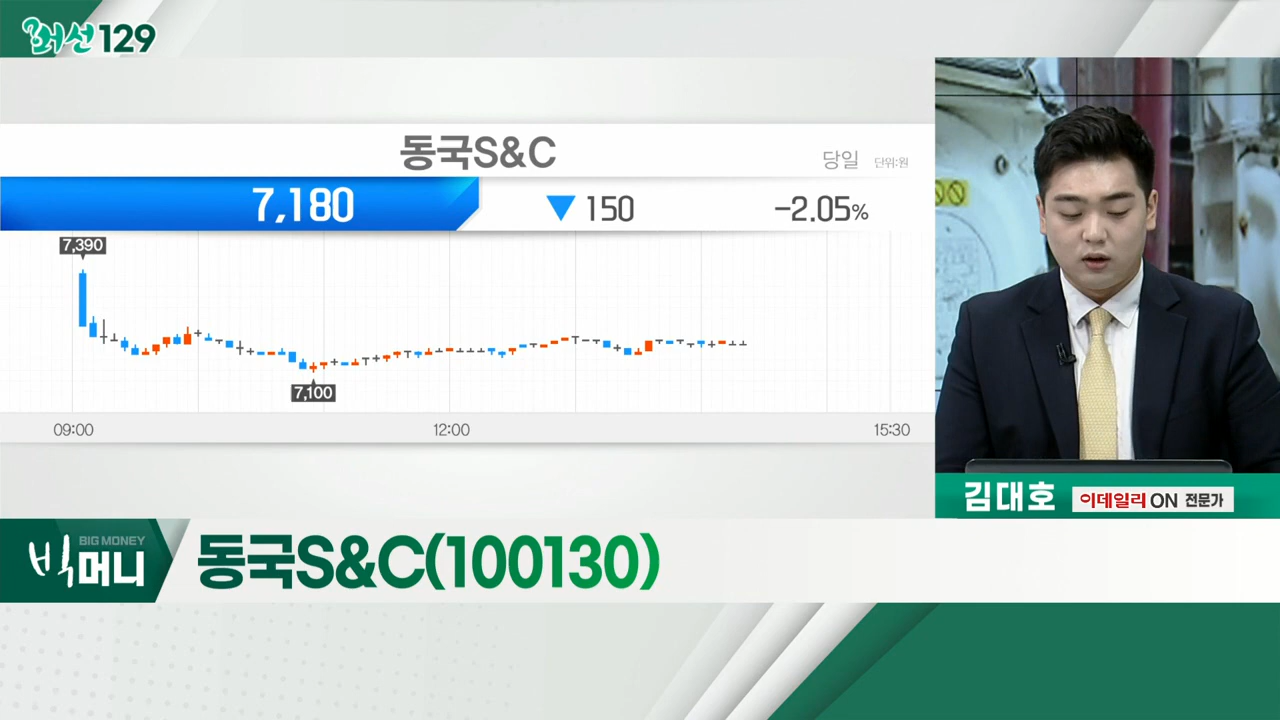 최선129
동국S&C
당일 단위:원
7,180 ▼150 -2.05%
7,390
7,100
09:00 12:00 15:30
김대호 이데일리ON 전문가
BIG MONEY
빅머니
동국S&C(100130)